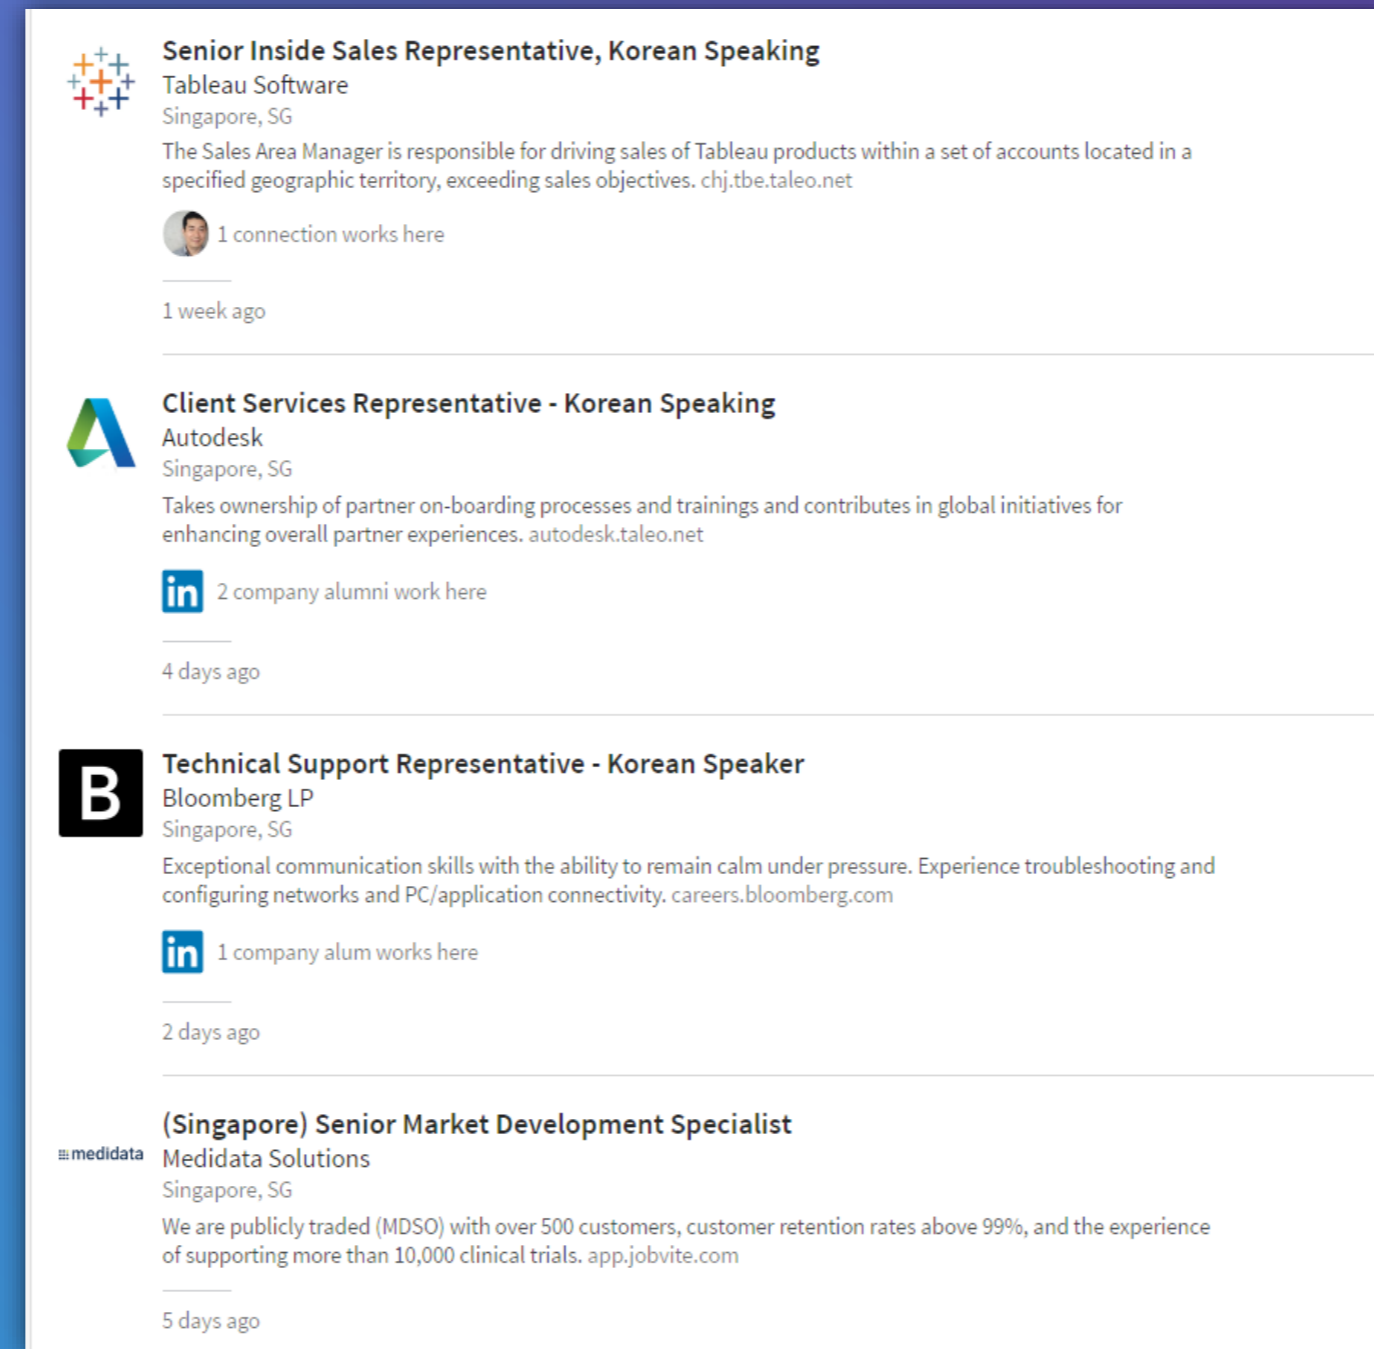 Senior Inside Sales Representative, Korean Speaking
Tableau Software
Singapore, SG
The Sales Area Manager is responsible for driving sales of Tableau products within a set of accounts located in a
specified geographic territory, exceeding sales objectives. chj.tbe.taleo.net
1 connection works here
1 week ago
Client Services Representative - Korean Speaking
Autodesk
Singapore, SG
Takes ownership of partner on-boarding processes and trainings and contributes in global initiatives for
enhancing overall partner experiences. autodesk.taleo.net
in 2 company alumni work here
4 days ago
B
Technical Support Representative - Korean Speaker
Bloomberg LP
Singapore, SG
Exceptional communication skills with the ability to remain calm under pressure. Experience troubleshooting and
configuring networks and PC/application connectivity. careers.bloomberg.com
in 1 company alum works here
2 days ago
(Singapore) Senior Market Development Specialist
medidata
Medidata Solutions
Singapore, SG
We are publicly traded (MDSO) with over 500 customers, customer retention rates above 99%, and the experience
of supporting more than 10,000 clinical trials. app.jobvite.com
5 days ago